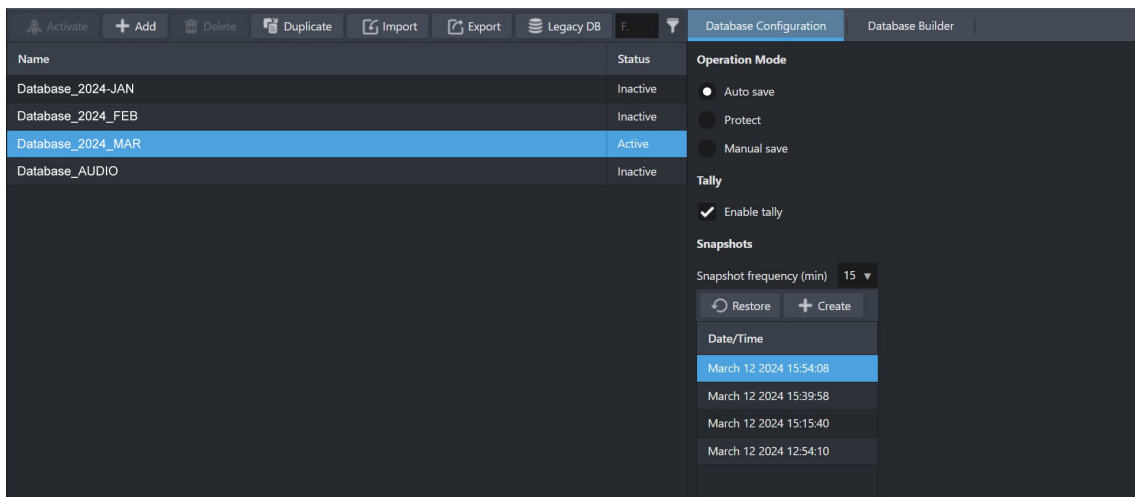 Activate Add Delete Duplicate Import Export Legacy DB F.
Name Status
Database_2024-JAN Inactive
Database_2024_FEB Inactive
Database_2024_MAR Active
Database_AUDIO Inactive
Database Configuration Database Builder
Operation Mode
Auto save
Protect
Manual save
Tally
Enable tally
Snapshots
Snapshot frequency (min) 15
Restore Create
Date/Time
March 12 2024 15:54:08
March 12 2024 15:39:58
March 12 2024 15:15:40
March 12 2024 12:54:10